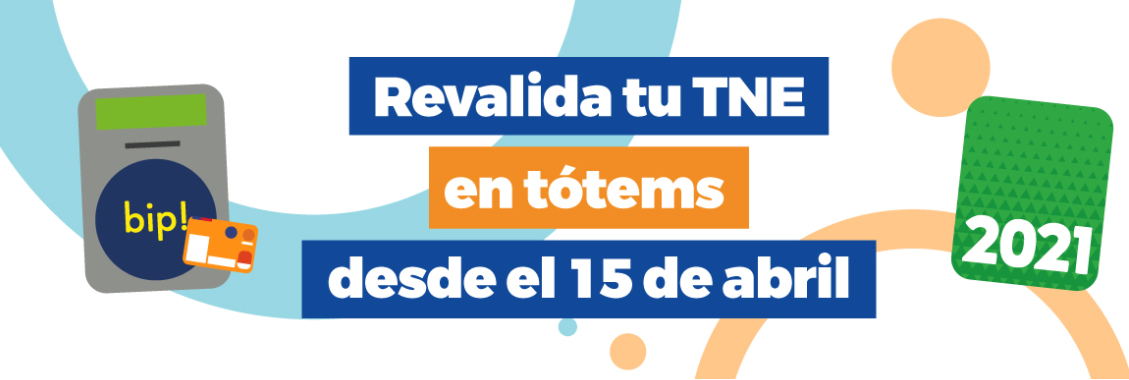 Revalida tu TNE
en tótems
desde el 15 de abril
bip!
2021